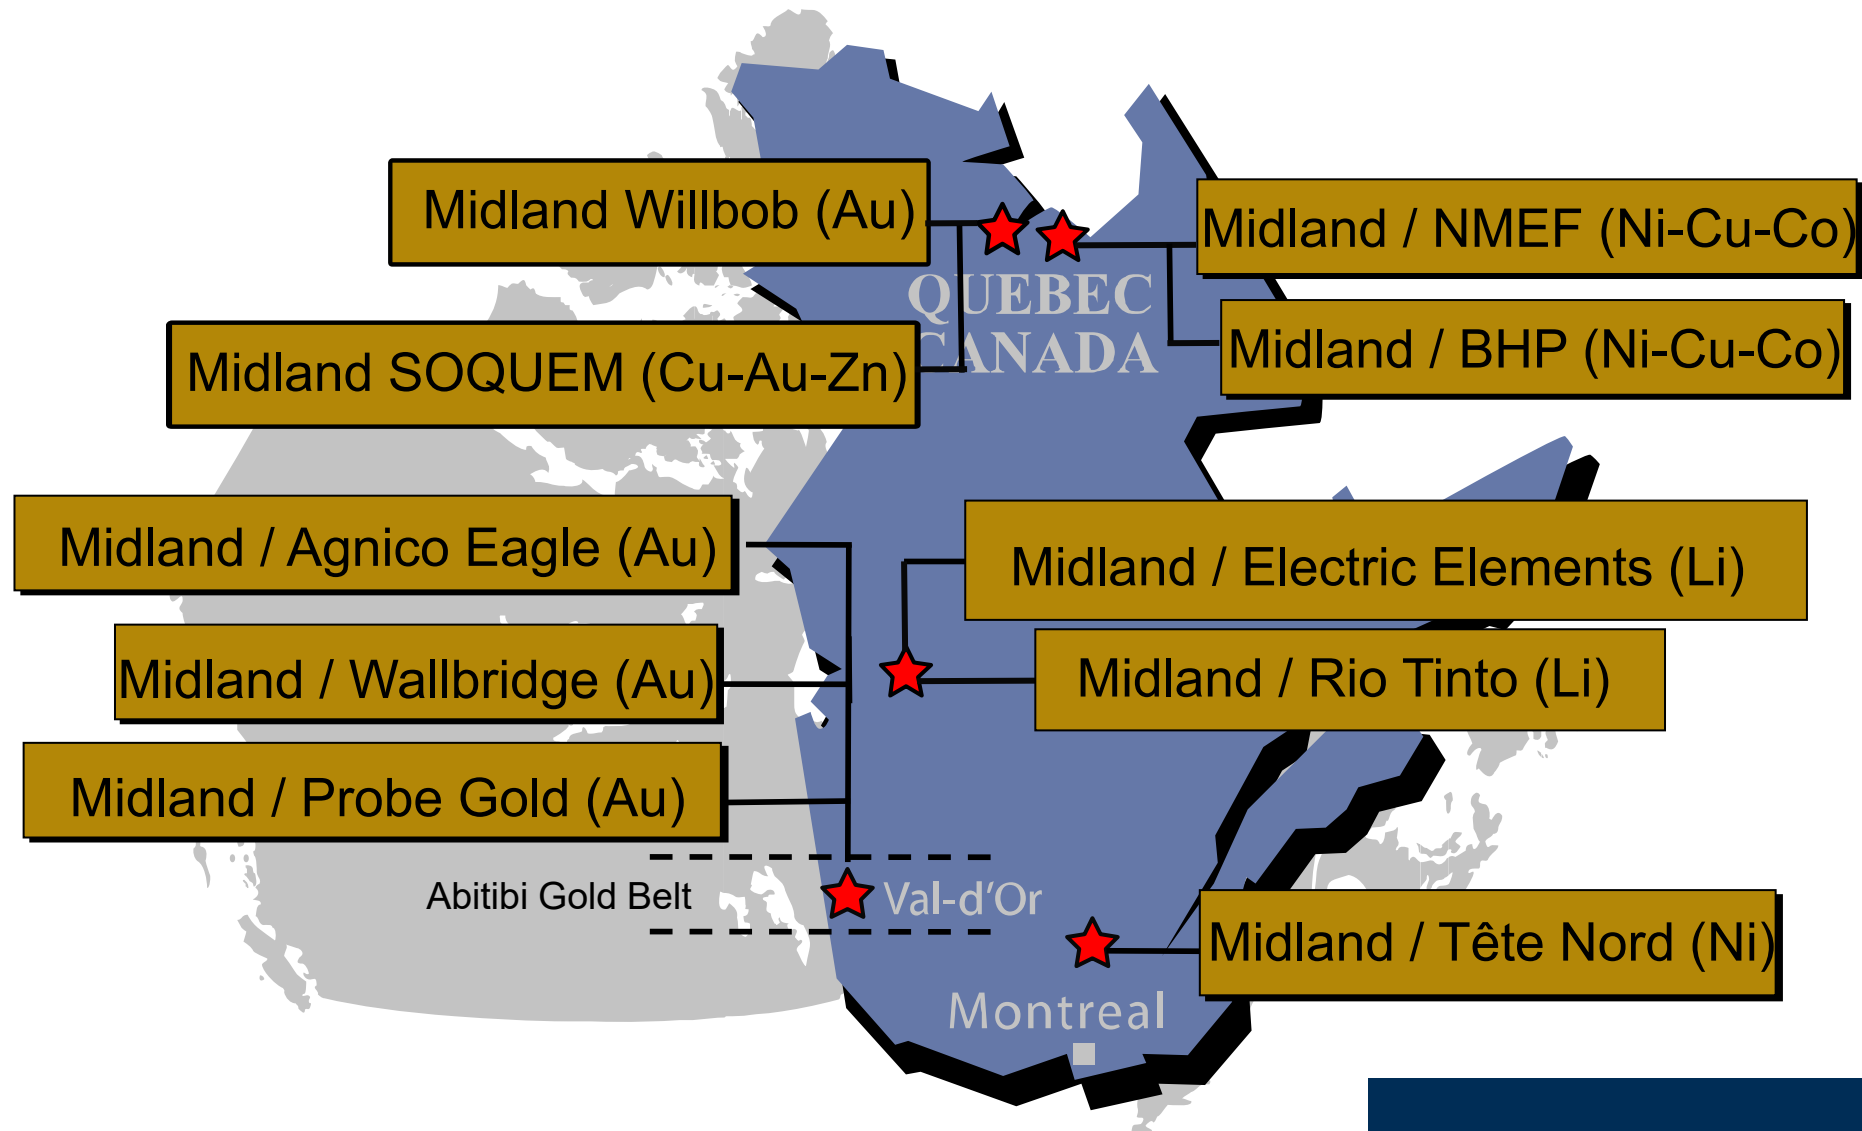 Midland Willbob (Au)
Midland / NMEF (Ni-Cu-Co)
QUEBEC
CANADA
Midland SOQUEM (Cu-Au-Zn)
Midland / BHP (Ni-Cu-Co)
Midland / Agnico Eagle (Au)
Midland / Electric Elements (Li)
Midland / Wallbridge (Au)
Midland / Rio Tinto (Li)
Midland / Probe Gold (Au)
Abitibi Gold Belt
Val-d'Or
Midland / Tête Nord (Ni)
Montreal